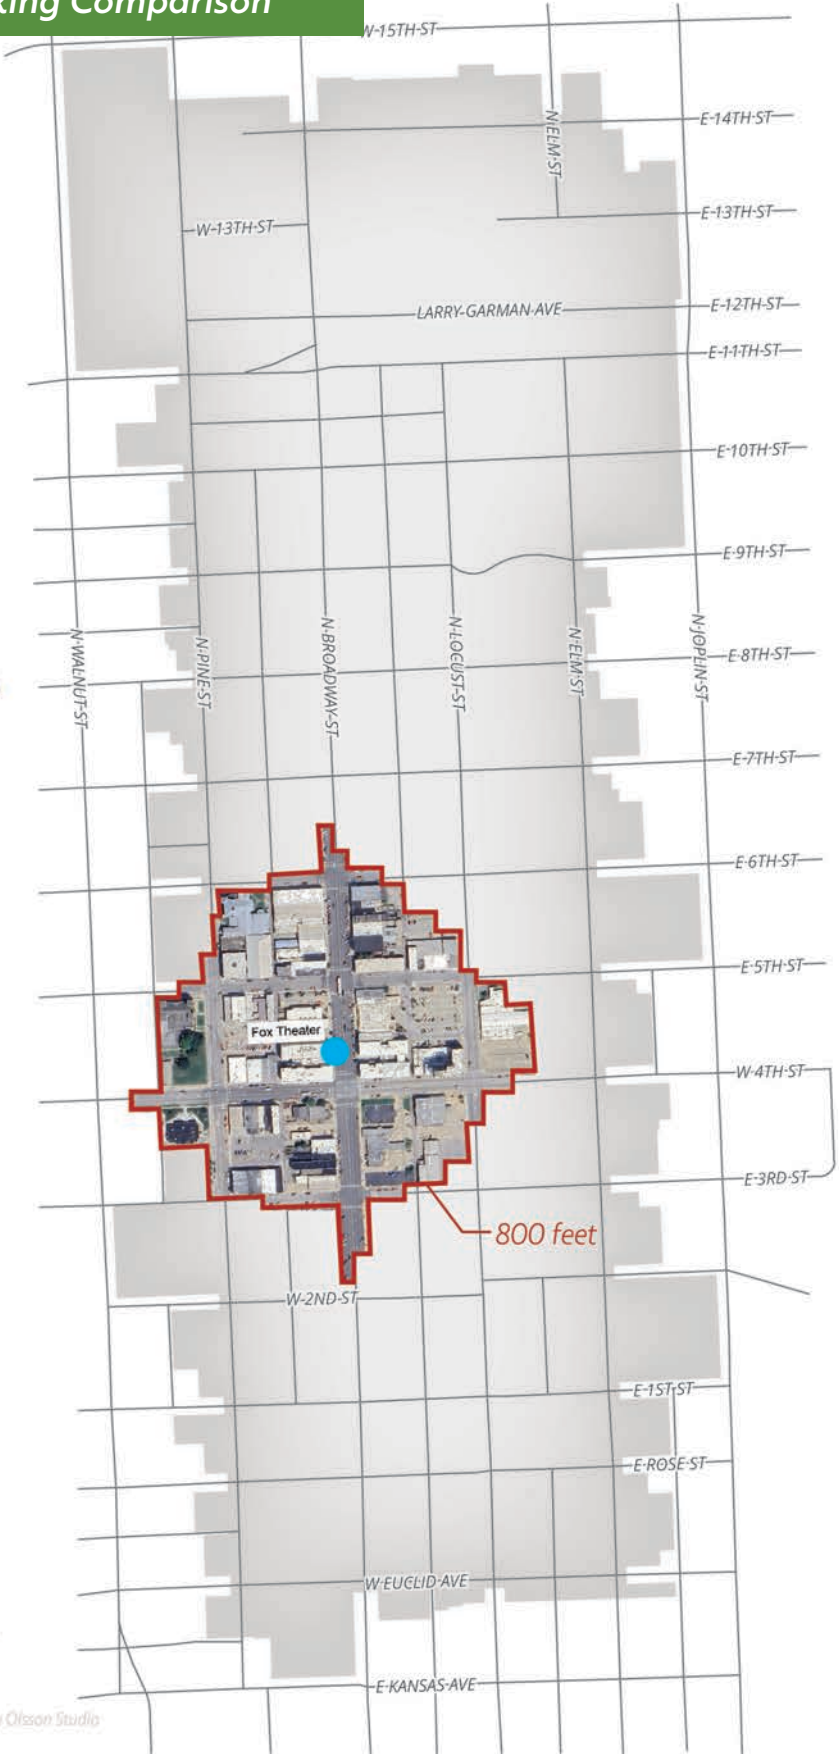 king Comparison
W-15TH-ST
E-14TH-ST
N-ELM-ST
E-13TH-ST
W-13TH-ST
E-12TH-ST
LARRY-GARMAN-AVE
E-11TH-ST
E-10TH-ST
E-9TH-ST
N-WALNUT-ST
N-PINE-ST
N-BROADWAY-ST
N-LOCUST-ST
N-ELM-ST
N-JOPLIN-ST
E-8TH-ST
E-7TH-ST
E-6TH-ST
E-5TH-ST
Fox Theater
W-4TH-ST
E-3RD-ST
800 feet
W-2ND-ST
E-1ST-ST
E-ROSE-ST
W-EUCLID-AVE
E-KANSAS-AVE
Olsson Studio